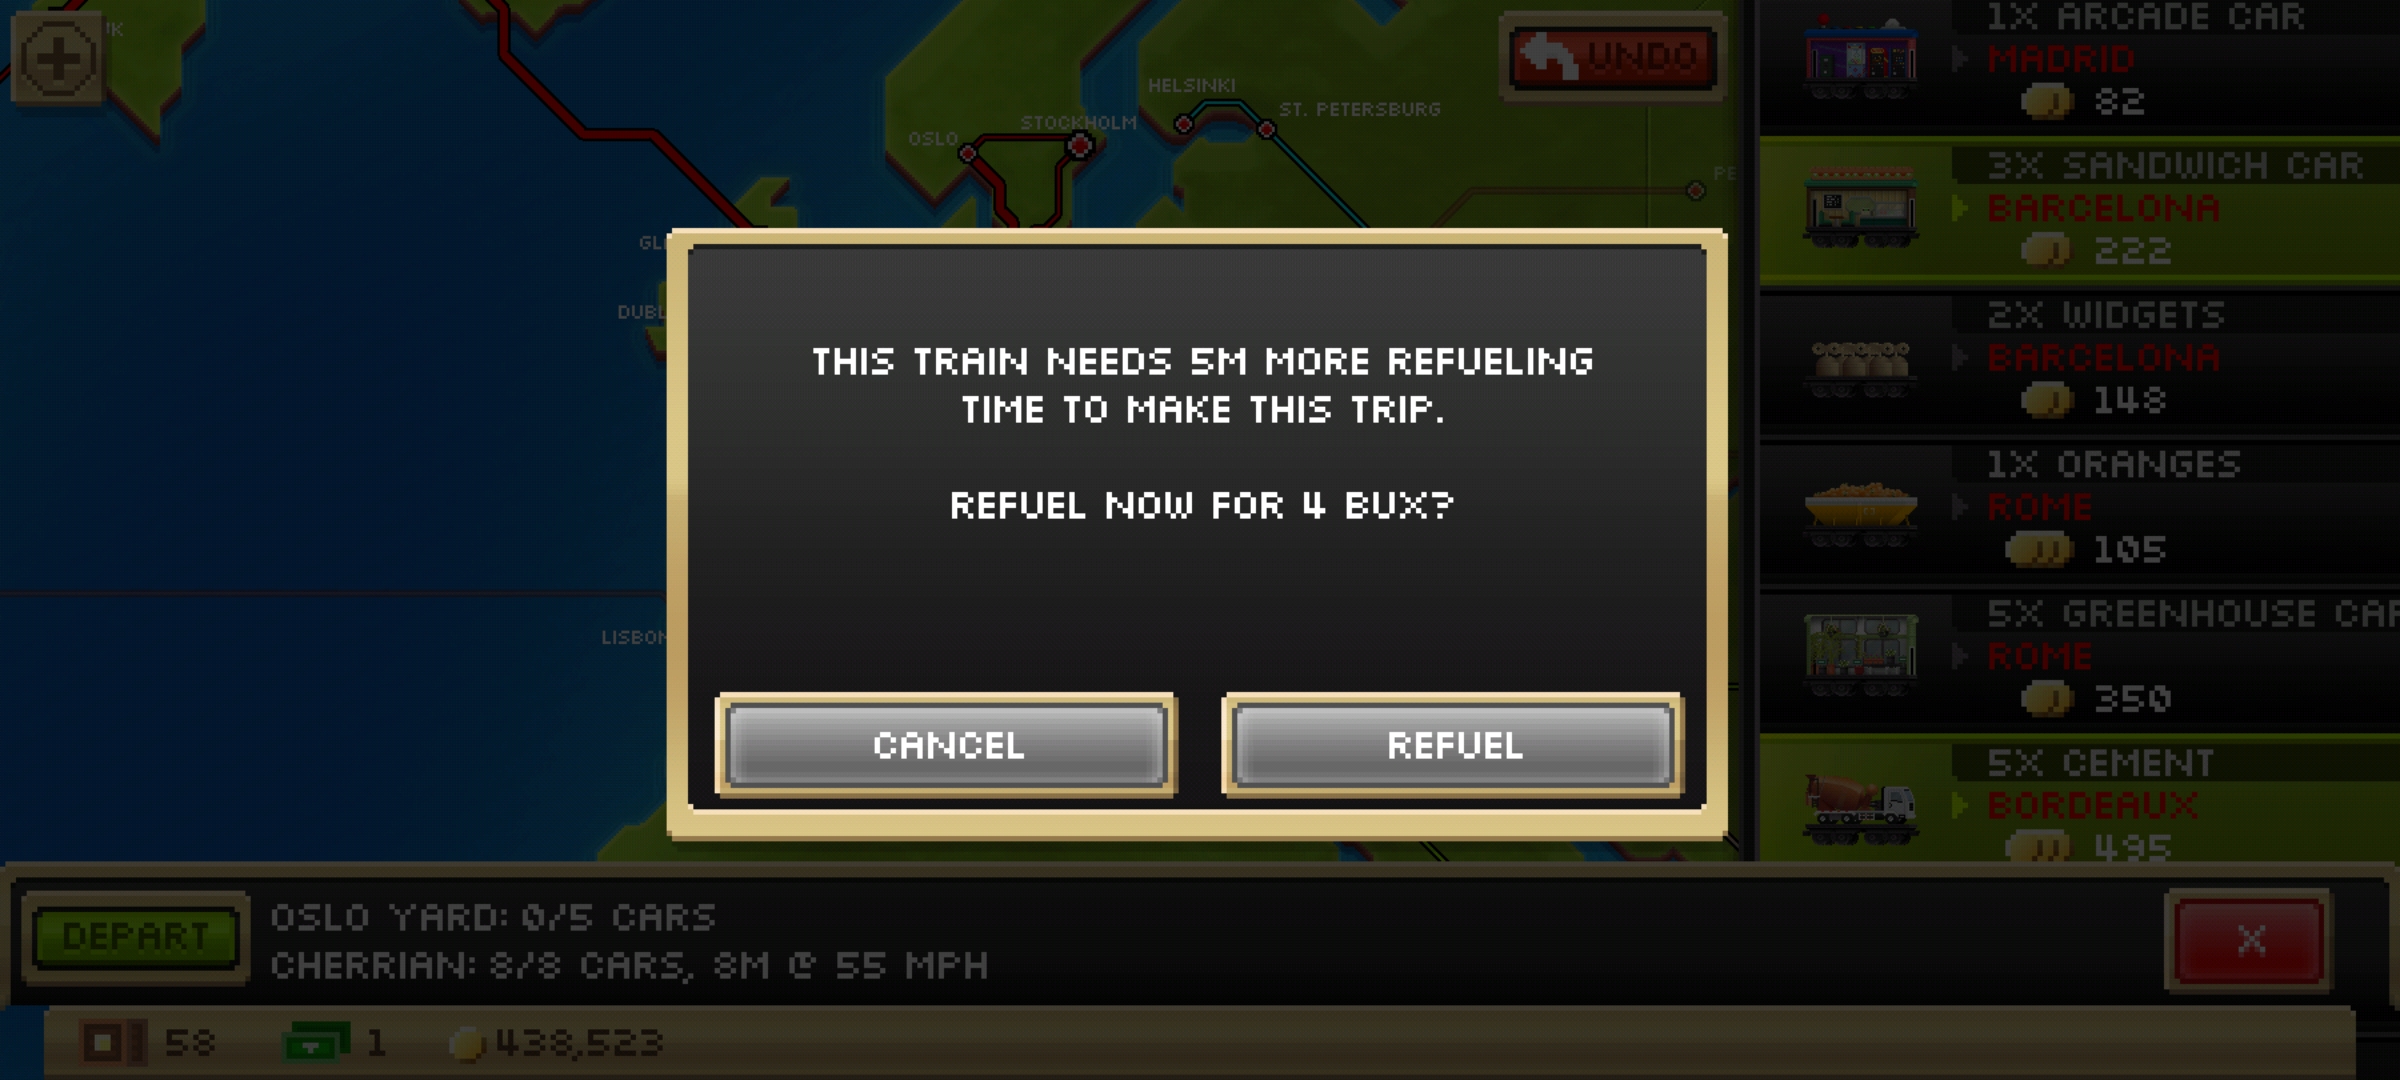 UNDO
HELSINKI
ST. PETERSBURG
STOCKHOLM
OSLO
LISBON
THIS TRAIN NEEDS 5M MORE REFUELING
TIME TO MAKE THIS TRIP.
REFUEL NOW FOR 4 BUX?
CANCEL
REFUEL
1X ARCADE CAR
MADRID
82
3X SANDWICH CAR
BARCELONA
222
2X WIDGETS
BARCELONA
148
1X ORANGES
ROME
105
5X GREENHOUSE CAR
ROME
350
5X CEMENT
BORDEAUX
495
DEPART
OSLO YARD: 0/5 CARS
CHERRIAN: 8/8 CARS, 8M @ 55 MPH
X
58
1
438,523